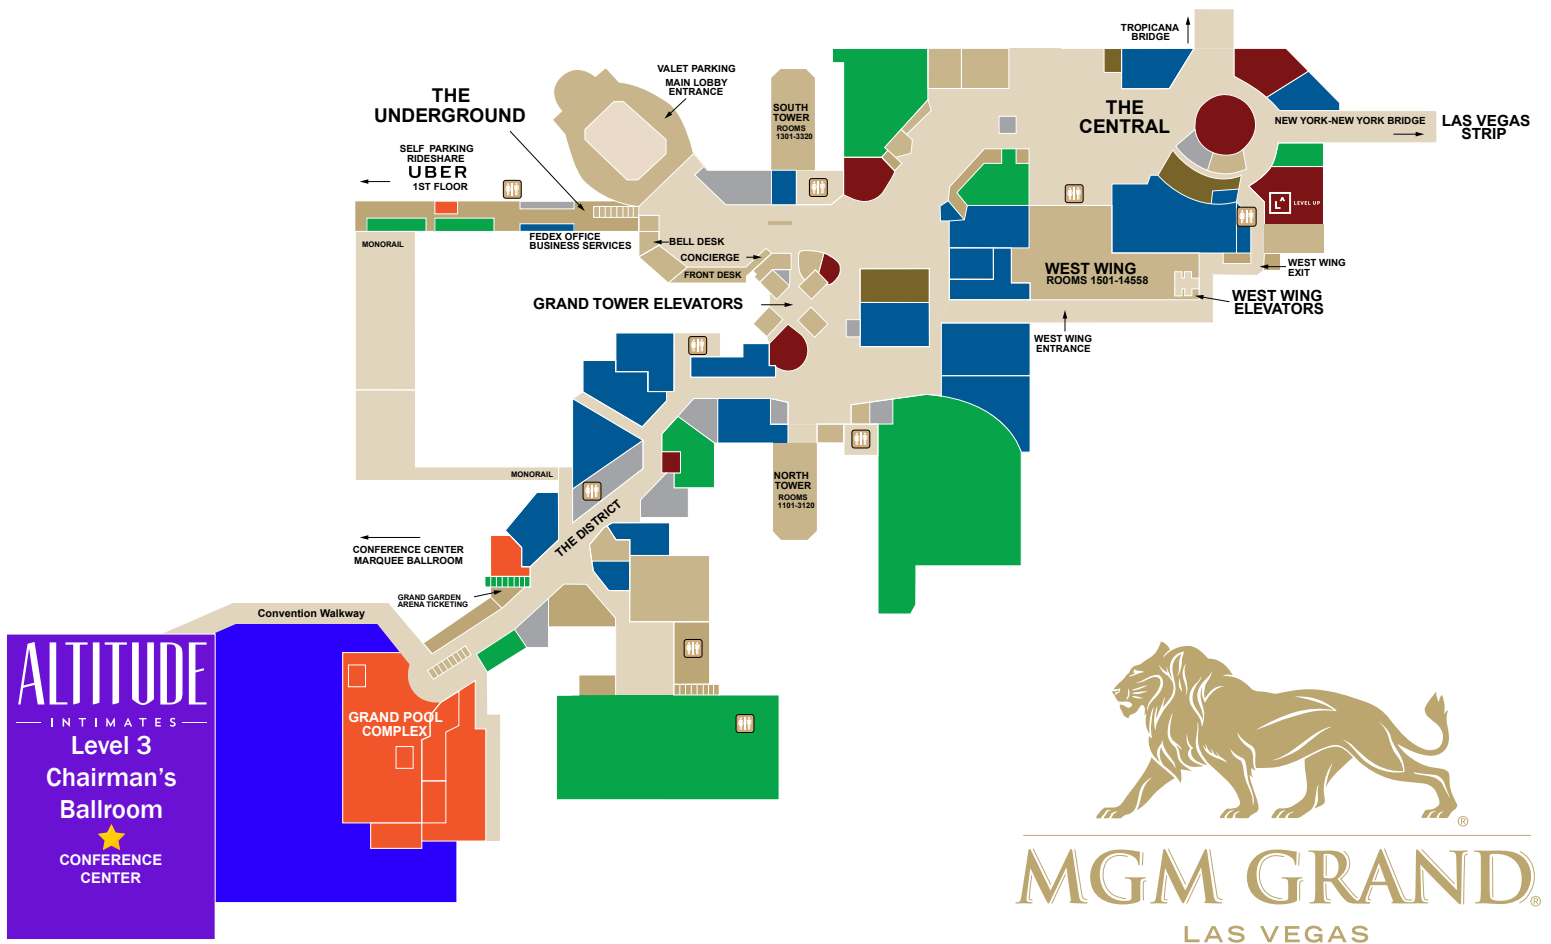 TROPICANA
BRIDGE
VALET PARKING
MAIN LOBBY
ENTRANCE
THE
UNDERGROUND
SOUTH
TOWER
ROOMS
1301-3320
THE
CENTRAL
NEW YORK-NEW YORK BRIDGE
LAS VEGAS
STRIP
SELF PARKING
RIDESHARE
UBER
1ST FLOOR
LA
LEVEL UP
MONORAIL
FEDEX OFFICE
BUSINESS SERVICES
BELL DESK
CONCIERGE
FRONT DESK
WEST WING
ROOMS 1501-14558
WEST WING
EXIT
GRAND TOWER ELEVATORS
WEST WING
ELEVATORS
WEST WING
ENTRANCE
MONORAIL
NORTH
TOWER
ROOMS
1101-3120
THE DISTRICT
CONFERENCE CENTER
MARQUEE BALLROOM
GRAND GARDEN
ARENA TICKETING
Convention Walkway
ALTITUDE
INTIMATES
Level 3
Chairman's
Ballroom
CONFERENCE
CENTER
GRAND POOL
COMPLEX
®
MGM GRAND®
LAS VEGAS